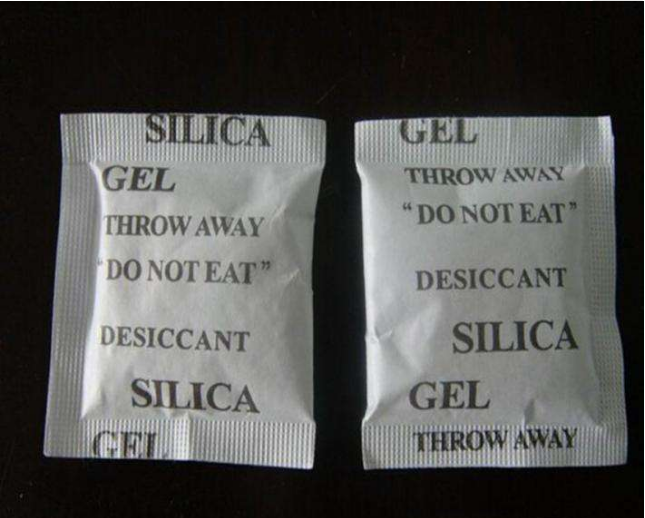 SILICA
GEL
THROW AWAY
"DO NOT EAT"
DESICCANT
SILICA
GEL
GEL
THROW AWAY
"DO NOT EAT"
DESICCANT
SILICA
GEL
THROW AWAY